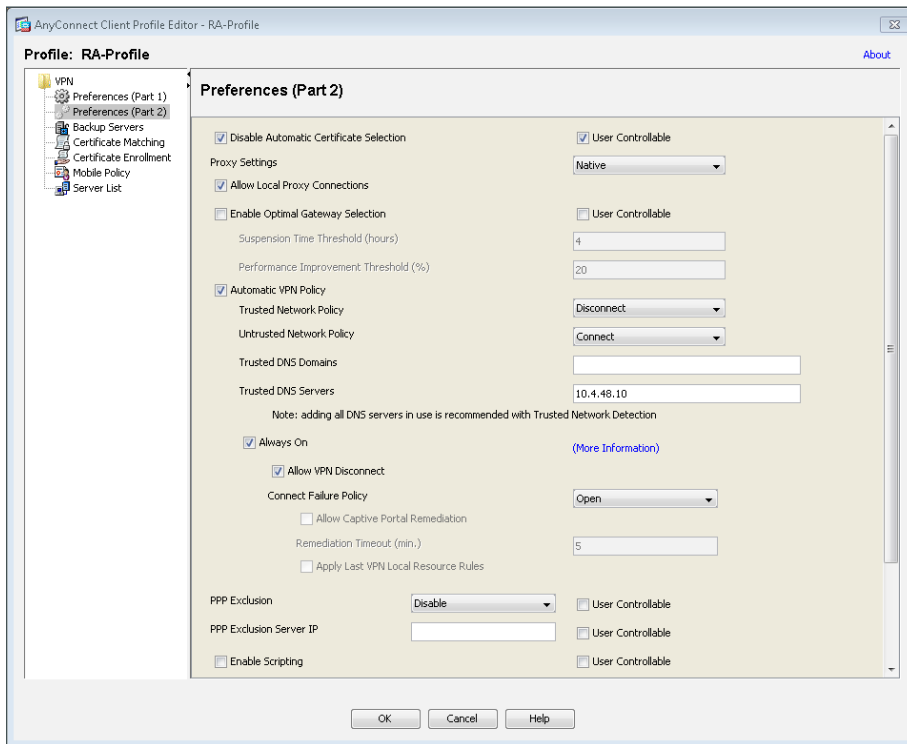 AnyConnect Client Profile Editor - RA-Profile
Profile: RA-Profile
About
VPN
Preferences (Part 1)
Preferences (Part 2)
Backup Servers
Certificate Matching
Certificate Enrollment
Mobile Policy
Server List
Preferences (Part 2)
Disable Automatic Certificate Selection
User Controllable
Proxy Settings
Native
Allow Local Proxy Connections
Enable Optimal Gateway Selection
User Controllable
Suspension Time Threshold (hours)
4
Performance Improvement Threshold (%)
20
Automatic VPN Policy
Trusted Network Policy
Disconnect
Untrusted Network Policy
Connect
Trusted DNS Domains
Trusted DNS Servers
10.4.48.10
Note: adding all DNS servers in use is recommended with Trusted Network Detection
Always On
(More Information)
Allow VPN Disconnect
Connect Failure Policy
Open
Allow Captive Portal Remediation
Remediation Timeout (min.)
5
Apply Last VPN Local Resource Rules
PPP Exclusion
Disable
User Controllable
PPP Exclusion Server IP
User Controllable
Enable Scripting
User Controllable
OK
Cancel
Help